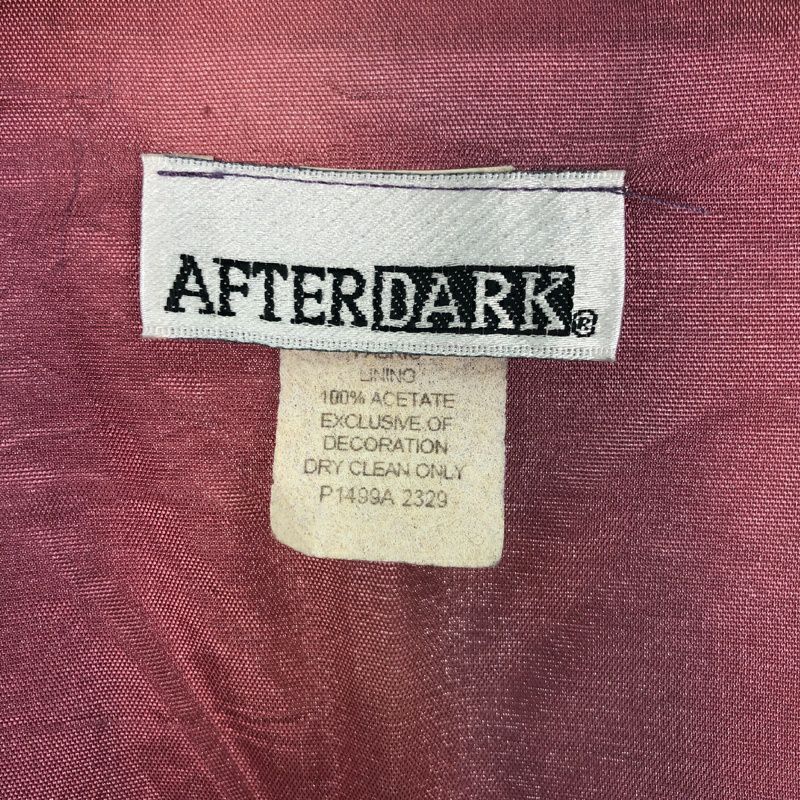 AFTERDARK®
LINING
100% ACETATE
EXCLUSIVE OF
DECORATION
DRY CLEAN ONLY
P1499A 2329